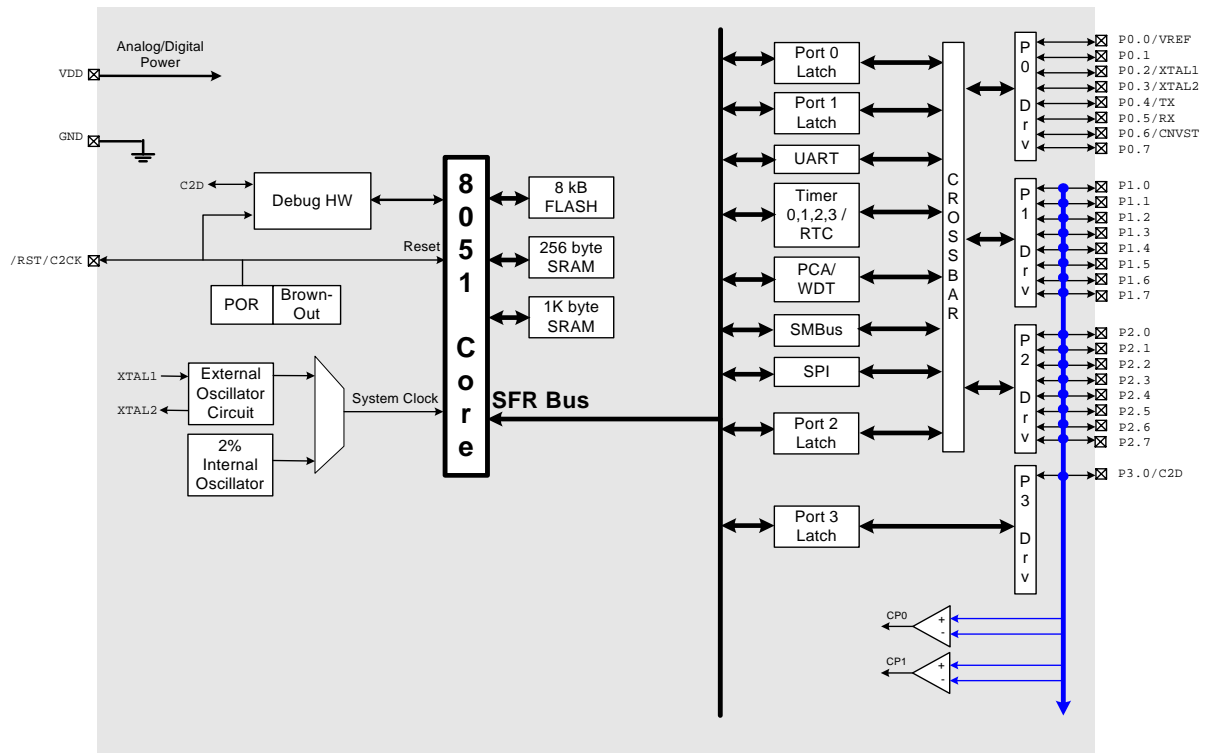 Analog/Digital
Power
VDD
GND
C2D
Debug HW
Reset
/RST/C2CK
POR
Brown-
Out
XTAL1
XTAL2
External
Oscillator
Circuit
2%
Internal
Oscillator
System Clock
8
0
5
1
C
o
r
e
8 kB
FLASH
256 byte
SRAM
1K byte
SRAM
SFR Bus
Port 0
Latch
Port 1
Latch
UART
Timer
0,1,2,3 /
RTC
PCA/
WDT
SMBus
SPI
Port 2
Latch
Port 3
Latch
C
R
O
S
S
B
A
R
P
0
D
r
v
P
1
D
r
v
P
2
D
r
v
P
3
D
r
v
P0.0/VREF
P0.1
P0.2/XTAL1
P0.3/XTAL2
P0.4/TX
P0.5/RX
P0.6/CNVST
P0.7
P1.0
P1.1
P1.2
P1.3
P1.4
P1.5
P1.6
P1.7
P2.0
P2.1
P2.2
P2.3
P2.4
P2.5
P2.6
P2.7
P3.0/C2D
CP0
+
-
CP1
+
-